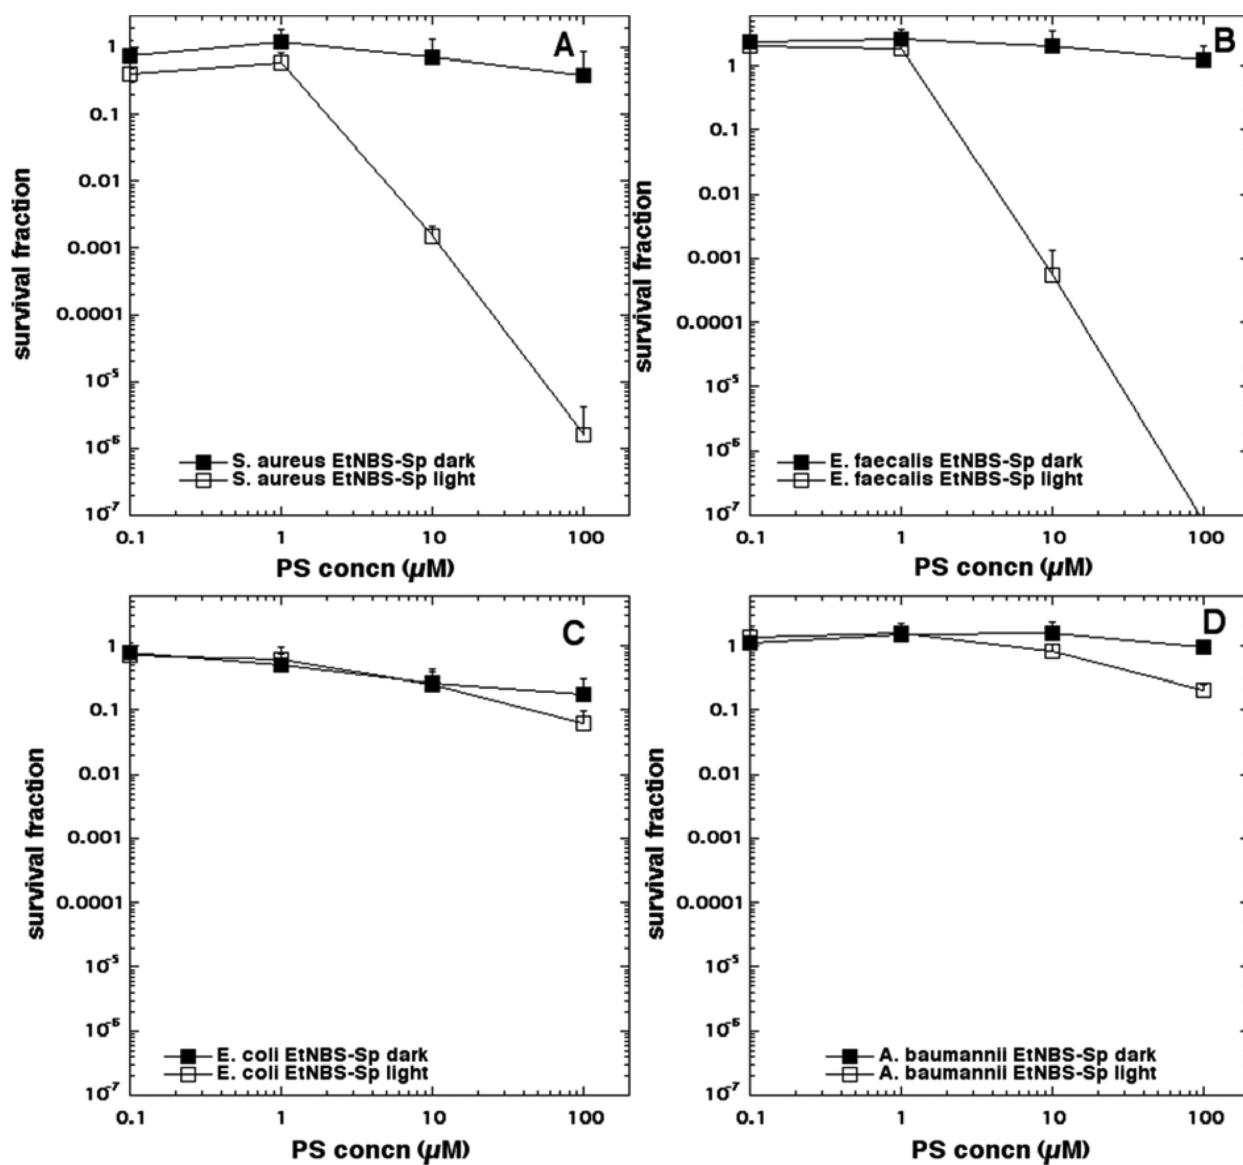 A
1
0.1
0.01
0.001
0.0001
10-5
10-6
10-7
survival fraction
S. aureus EtNBS-Sp dark
S. aureus EtNBS-Sp light
0.1 1 10 100
PS concn (µM)
B
1
0.1
0.01
0.001
0.0001
10-5
10-6
10-7
survival fraction
E. faecalis EtNBS-Sp dark
E. faecalis EtNBS-Sp light
0.1 1 10 100
PS concn (µM)
C
1
0.1
0.01
0.001
0.0001
10-5
10-6
10-7
survival fraction
E. coli EtNBS-Sp dark
E. coli EtNBS-Sp light
0.1 1 10 100
PS concn (µM)
D
1
0.1
0.01
0.001
0.0001
10-5
10-6
10-7
survival fraction
A. baumannii EtNBS-Sp dark
A. baumannii EtNBS-Sp light
0.1 1 10 100
PS concn (µM)